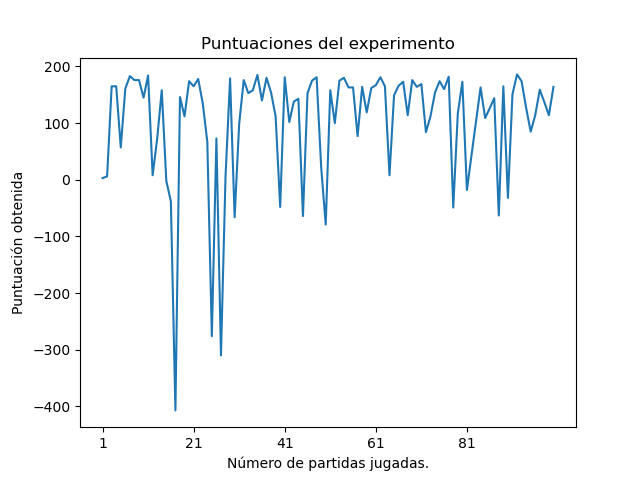 Puntuaciones del experimento
200
100
0
−100
−200
−300
−400
Puntuación obtenida
1 21 41 61 81
Número de partidas jugadas.